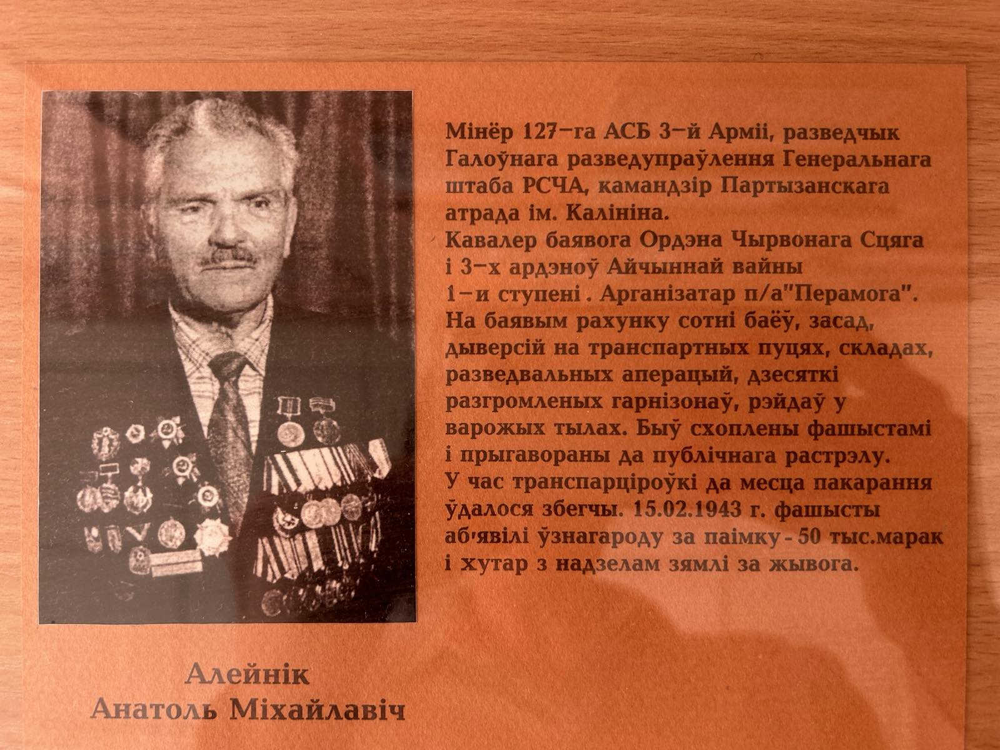 Мінёр 127-га АСБ 3-й Арміі, разведчык
Галоўнага разведупраўлення Генеральнага
штаба РСЧА, камандзір Партызанскага
атрада ім. Калініна.
Кавалер баявога Ордэна Чырвонага Сцяга
і 3-х ардэноў Айчыннай вайны
1-и ступені. Арганізатар п/а"Перамога".
На баявым рахунку сотні баёў, засад,
дыверсій на транспартных пуцях, складах,
разведвальных аперацый, дзесяткі
разгромленых гарнізонаў, рэйдаў у
варожых тылах. Быў схоплены фашыстамі
і прыгавораны да публічнага растрэлу.
У час транспарціроўкі да месца пакарання
ўдалося збегчы. 15.02.1943 г. фашысты
аб'явілі ўзнагароду за паімку - 50 тыс.марак
і хутар з надзелам зямлі за жывога.
Алейнік
Анатоль Міхайлавіч